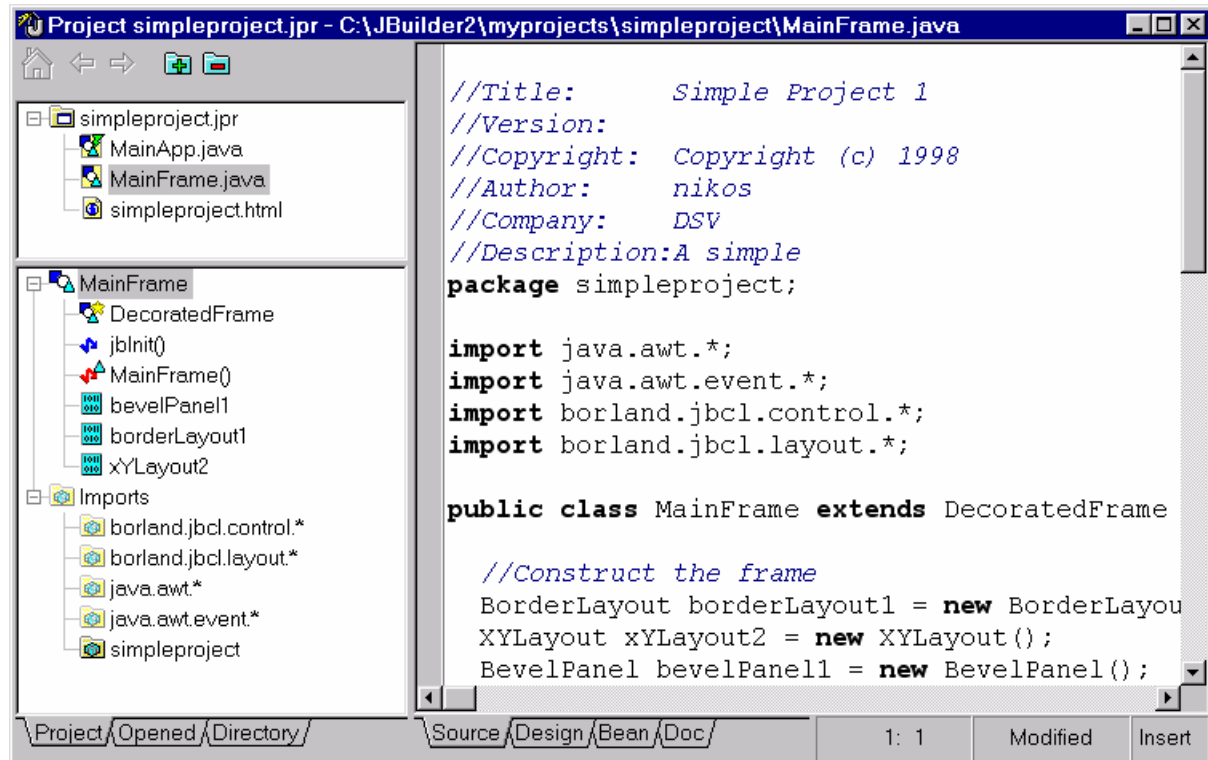 Project simpleproject.jpr - C:\JBuilder2\myprojects\simpleproject\MainFrame.java
simpleproject.jpr
MainApp.java
MainFrame.java
simpleproject.html
MainFrame
DecoratedFrame
jbInit()
MainFrame()
bevelPanel1
borderLayout1
xYLayout2
Imports
borland.jbcl.control.*
borland.jbcl.layout.*
java.awt.*
java.awt.event.*
simpleproject
Project Opened Directory
//Title:      Simple Project 1
//Version:
//Copyright:  Copyright (c) 1998
//Author:     nikos
//Company:    DSV
//Description:A simple
package simpleproject;
import java.awt.*;
import java.awt.event.*;
import borland.jbcl.control.*;
import borland.jbcl.layout.*;
public class MainFrame extends DecoratedFrame
//Construct the frame
BorderLayout borderLayout1 = new BorderLayou
XYLayout xYLayout2 = new XYLayout();
BevelPanel bevelPanel1 = new BevelPanel();
Source Design Bean Doc
1: 1 Modified Insert